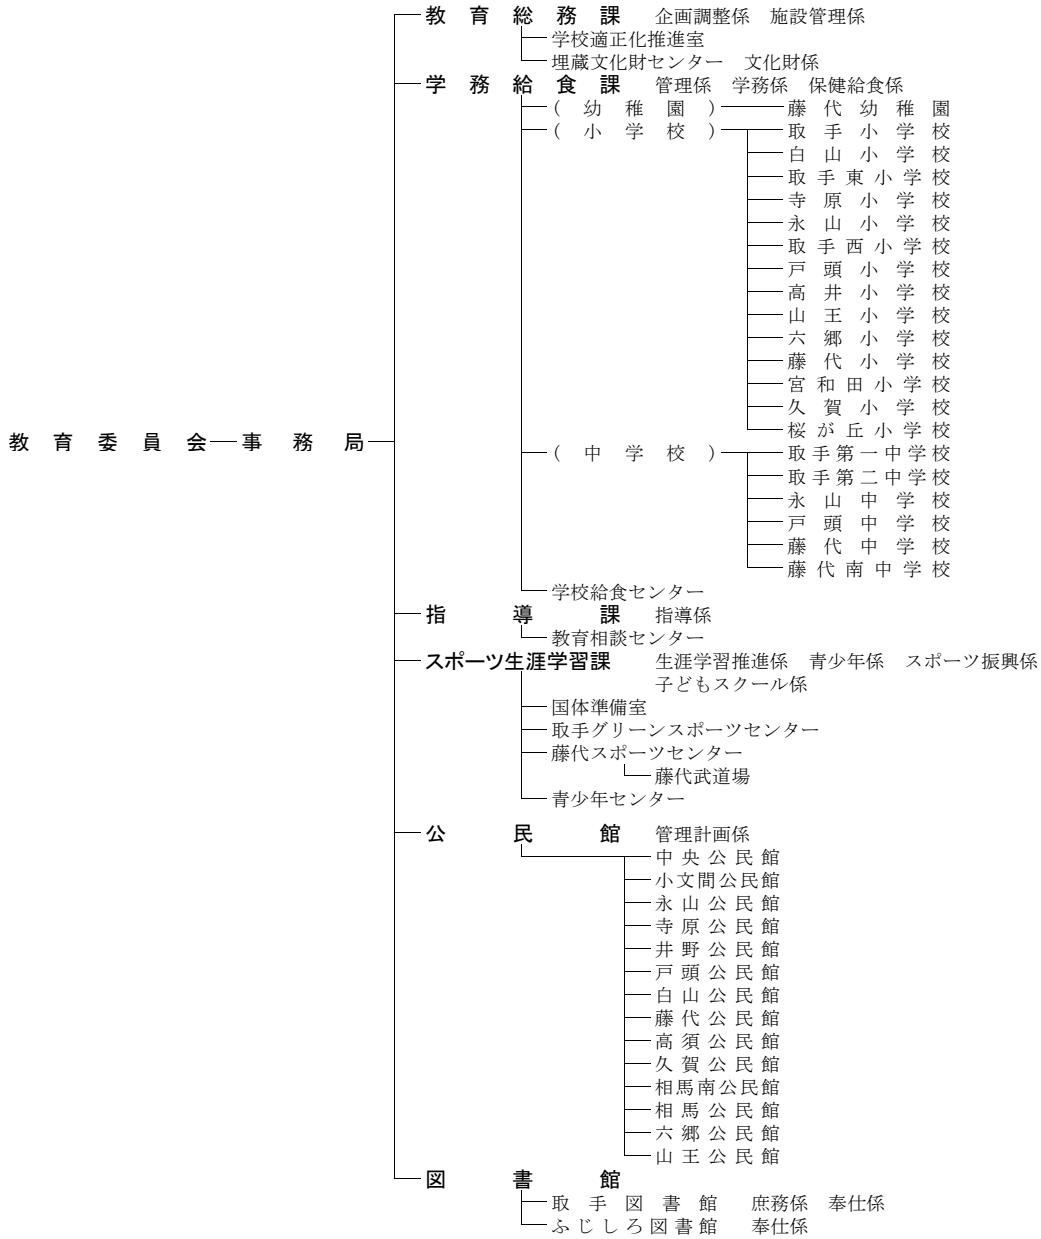 教育総務課 企画調整係 施設管理係
学校適正化推進室
埋蔵文化財センター 文化財係
学務給食課 管理係 学務係 保健給食係
(幼稚園) 藤代幼稚園
(小学校) 取手小学校
白山小学校
取手東小学校
寺原小学校
永山小学校
取手西小学校
戸頭小学校
高井小学校
山王小学校
六郷小学校
藤代小学校
宮和田小学校
久賀小学校
桜が丘小学校
教育委員会 事務局
(中学校) 取手第一中学校
取手第二中学校
永山中学校
戸頭中学校
藤代中学校
藤代南中学校
学校給食センター
指導課 指導係
教育相談センター
スポーツ生涯学習課 生涯学習推進係 青少年係 スポーツ振興係
子どもスクール係
国体準備室
取手グリーンスポーツセンター
藤代スポーツセンター
藤代武道場
青少年センター
公民館 管理計画係
中央公民館
小文間公民館
永山公民館
寺原公民館
井野公民館
戸頭公民館
白山公民館
藤代公民館
高須公民館
久賀公民館
相馬南公民館
相馬公民館
六郷公民館
山王公民館
図書館
取手図書館 庶務係 奉仕係
ふじしろ図書館 奉仕係